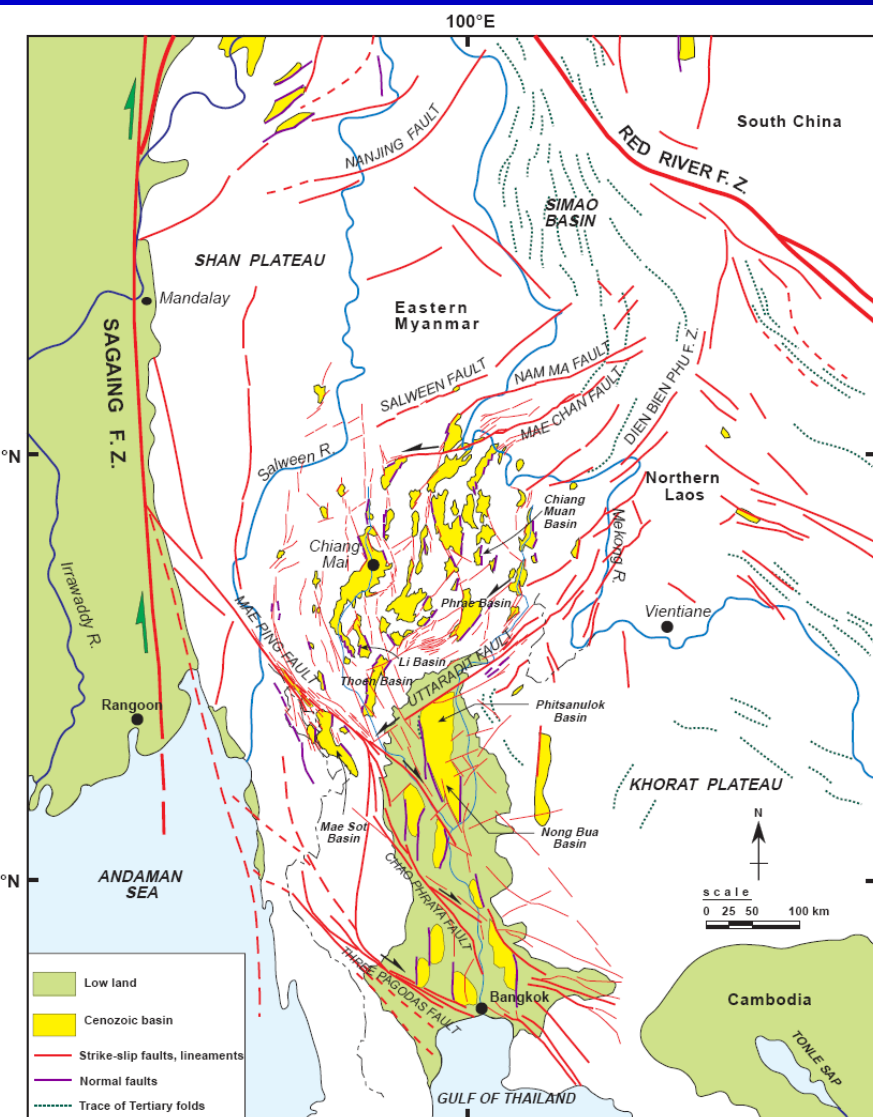 100°E
South China
RED RIVER F. Z.
NANJING FAULT
SIMAO
BASIN
SHAN PLATEAU
Mandalay
Eastern
Myanmar
SAGAING F. Z.
SALWEEN FAULT
NAM MA FAULT
MAE CHAN FAULT
DIEN BIEN PHU F. Z.
°N
Salween R.
Northern
Laos
Chiang
Muan
Basin
Mekong R.
Chiang
Mai
Irrawaddy R.
Phrae Basin
Vientiane
MAE PING FAULT
Li Basin
Thoen Basin
UTTARADIT FAULT
Rangoon
Phitsanulok
Basin
KHORAT PLATEAU
N
Mae Sot
Basin
Nong Bua
Basin
°N
ANDAMAN
SEA
CHAO PHRAYA FAULT
scale
0 25 50 100 km
THREE PAGODAS FAULT
Low land
Bangkok
Cambodia
Cenozoic basin
TONLE SAP
Strike-slip faults, lineaments
Normal faults
GULF OF THAILAND
Trace of Tertiary folds